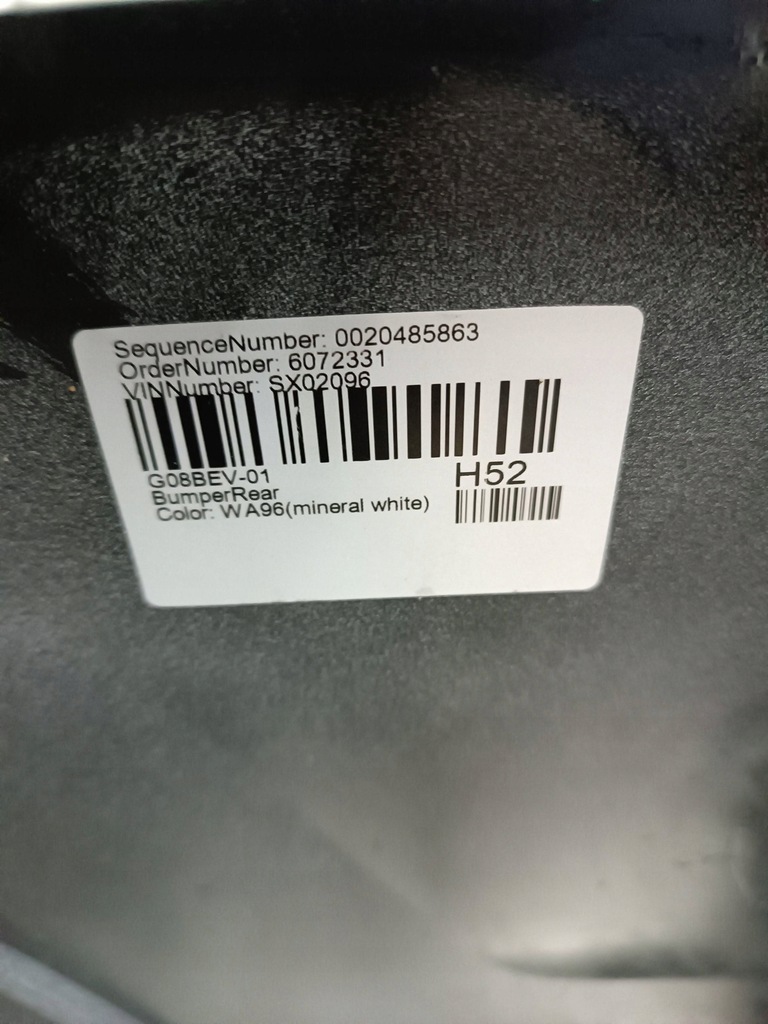 SequenceNumber: 0020485863
OrderNumber: 6072331
VINNumber: SX02096
G08BEV-01
H52
BumperRear
Color: WA96(mineral white)